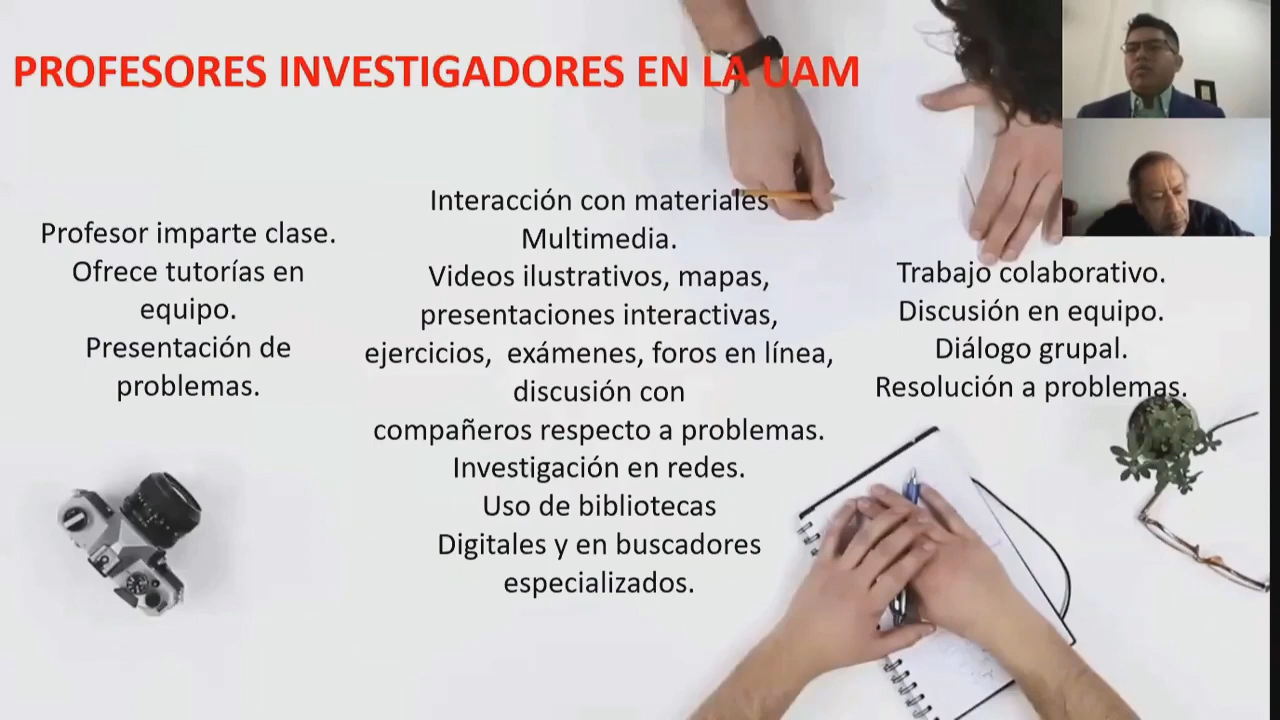 PROFESORES INVESTIGADORES EN LA UAM
Profesor imparte clase.
Ofrece tutorías en
equipo.
Presentación de
problemas.
Interacción con materiales
Multimedia.
Videos ilustrativos, mapas,
presentaciones interactivas,
ejercicios, exámenes, foros en línea,
discusión con
compañeros respecto a problemas.
Investigación en redes.
Uso de bibliotecas
Digitales y en buscadores
especializados.
Trabajo colaborativo.
Discusión en equipo.
Diálogo grupal.
Resolución a problemas.